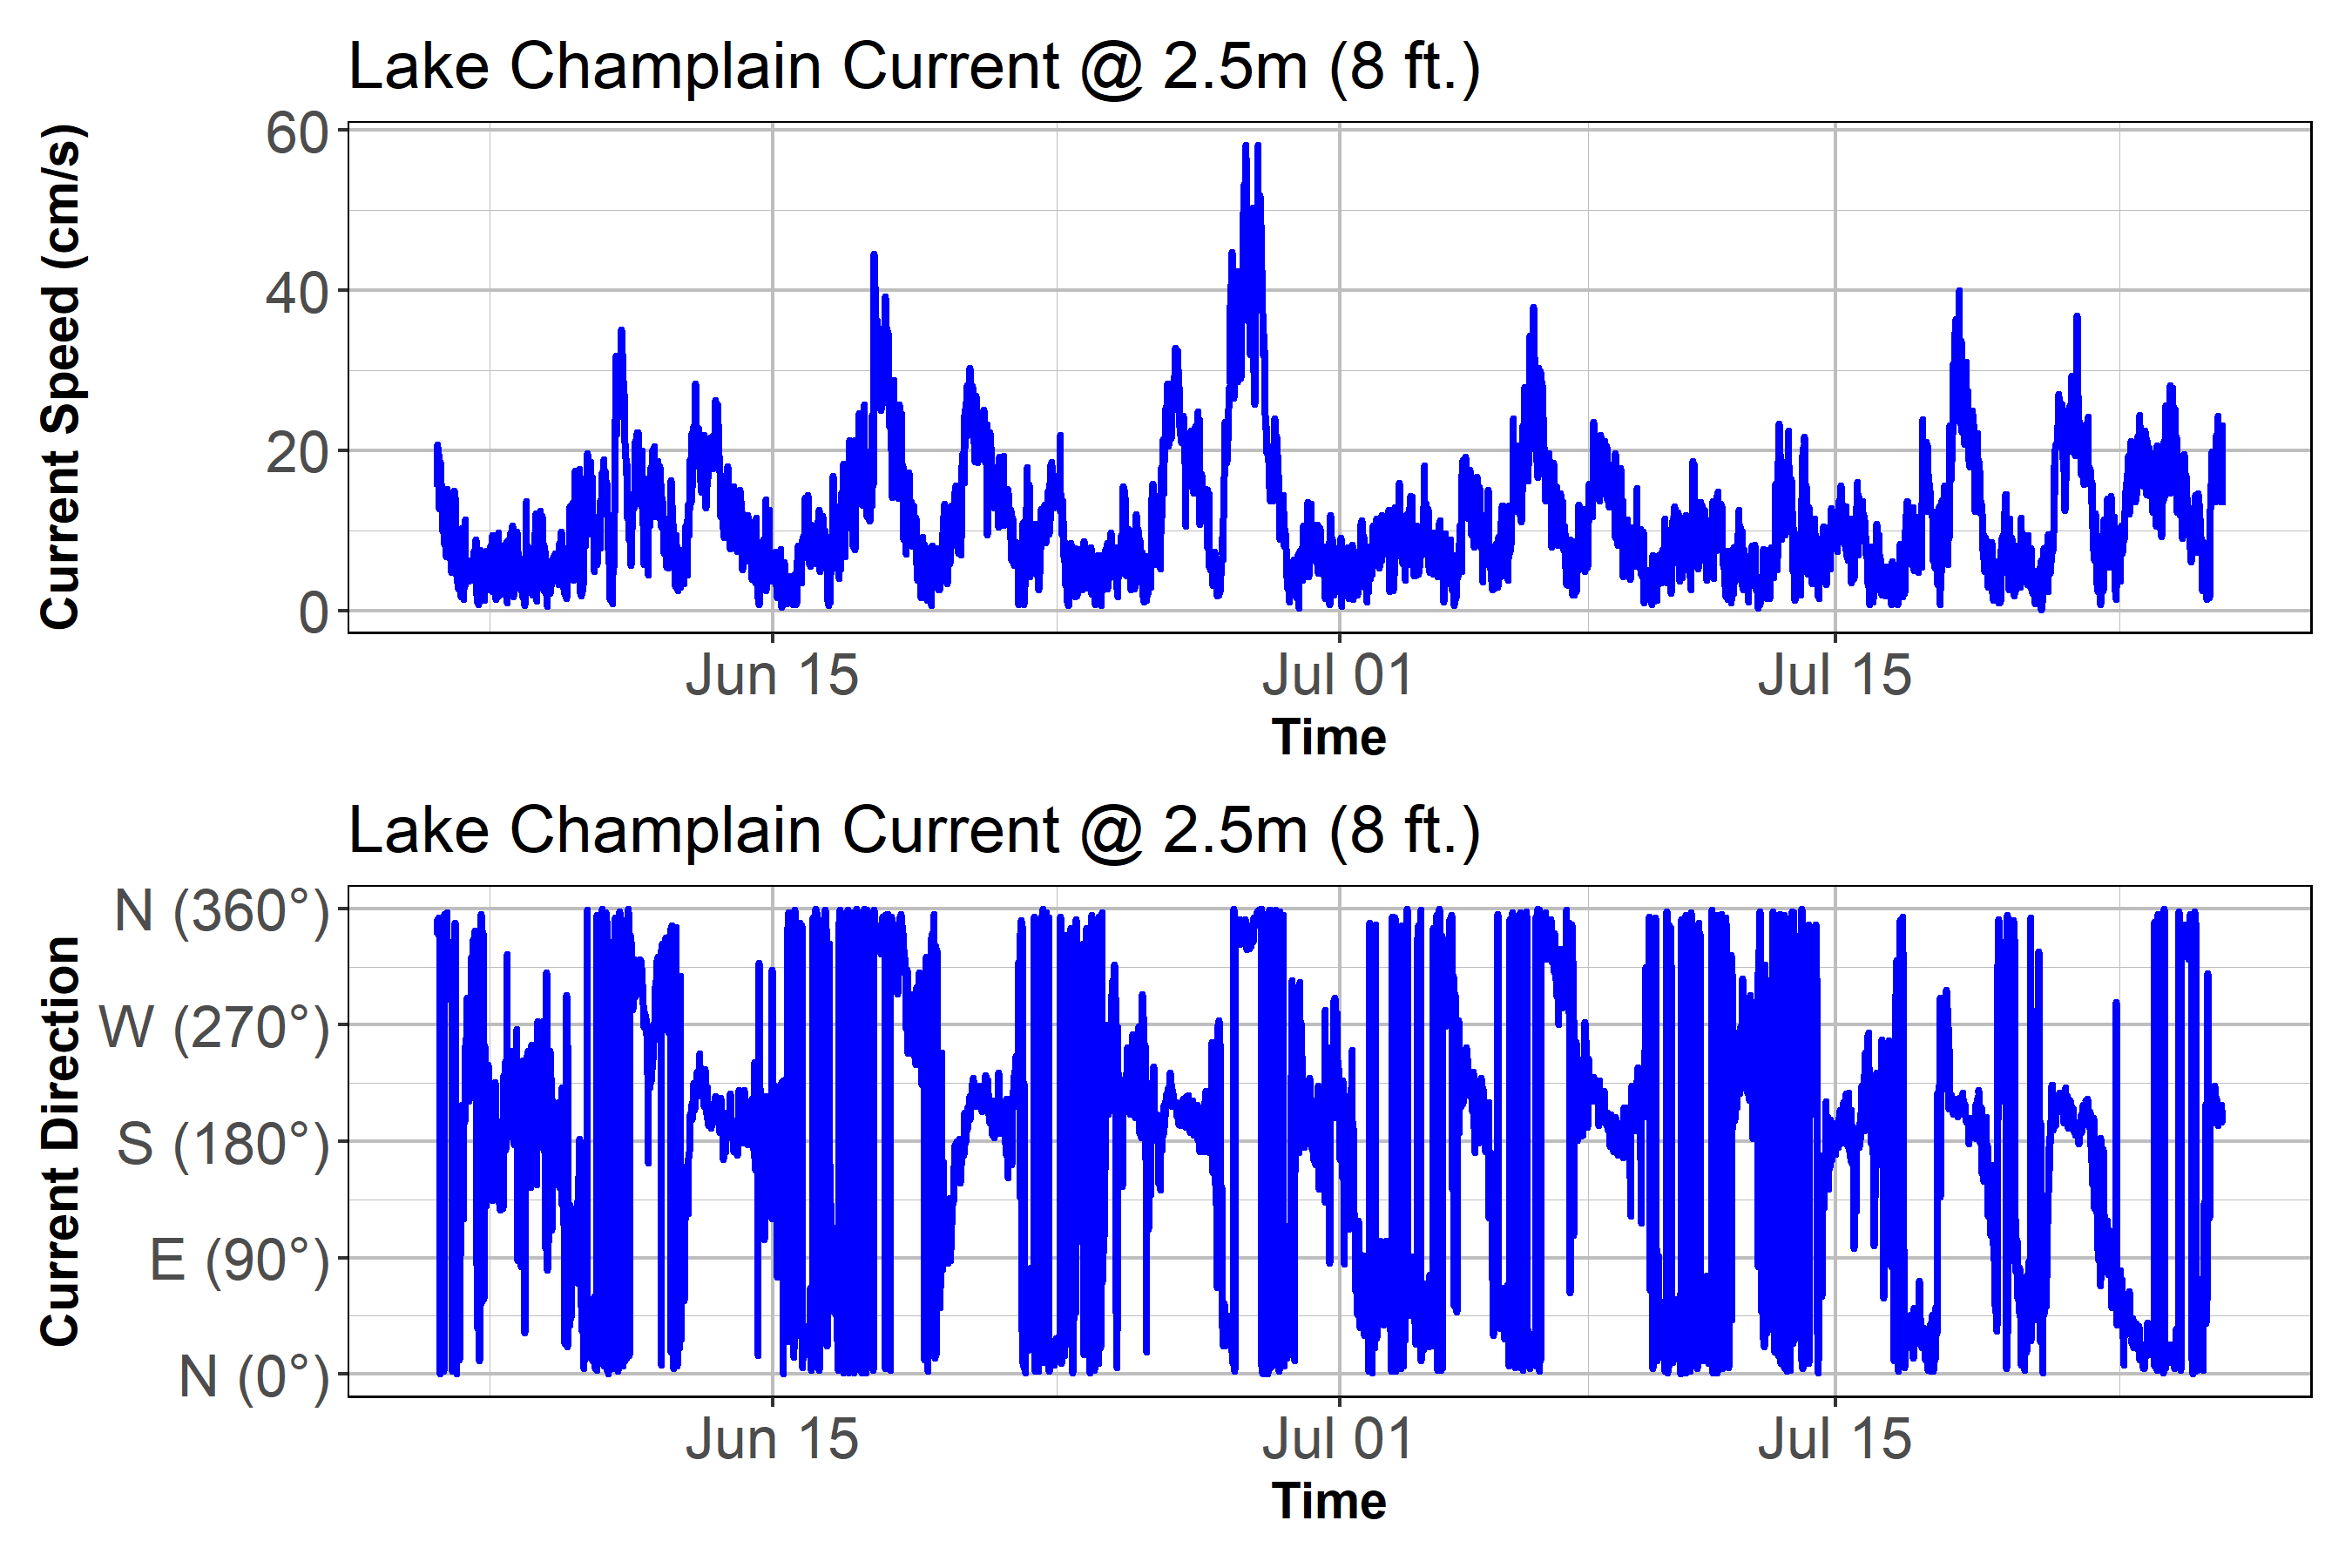 Lake Champlain Current @ 2.5m (8 ft.)
Current Speed (cm/s)
60
40
20
0
Jun 15
Jul 01
Jul 15
Time
Lake Champlain Current @ 2.5m (8 ft.)
Current Direction
N (360°)
W (270°)
S (180°)
E (90°)
N (0°)
Jun 15
Jul 01
Jul 15
Time